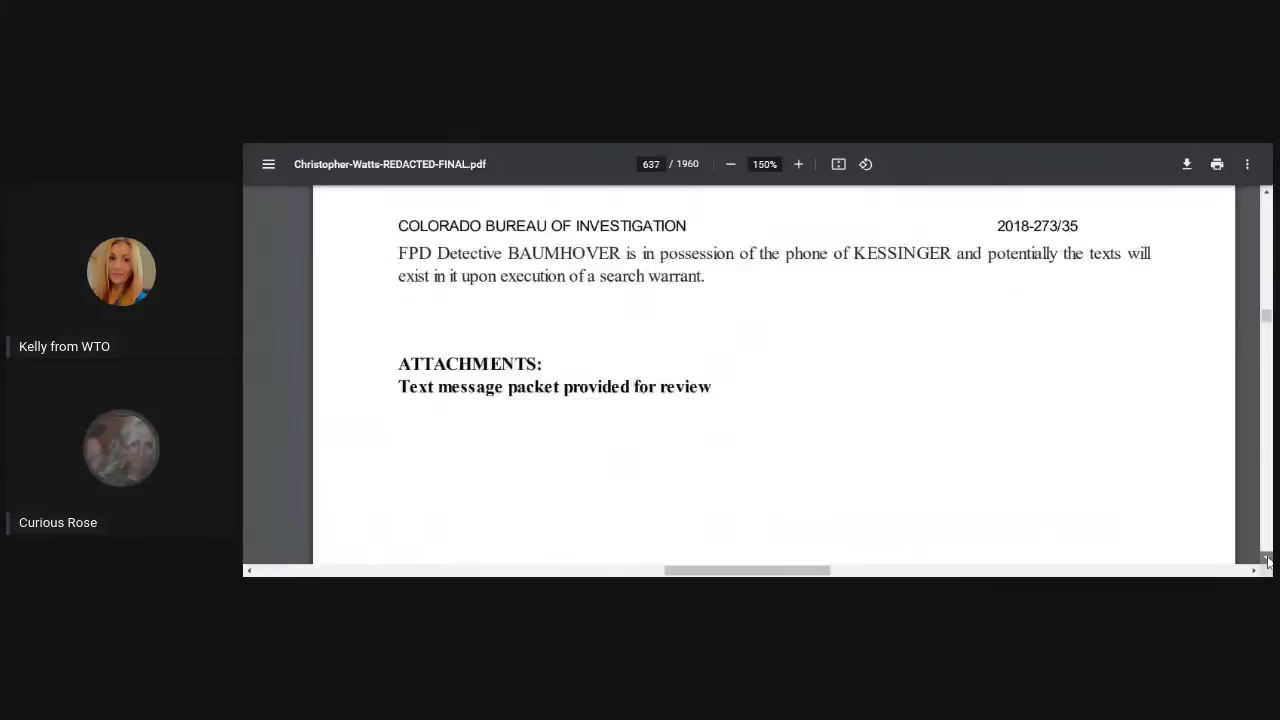 Christopher-Watts-REDACTED-FINAL.pdf
637 / 1960
150%
COLORADO BUREAU OF INVESTIGATION 2018-273/35
FPD Detective BAUMHOVER is in possession of the phone of KESSINGER and potentially the texts will
exist in it upon execution of a search warrant.
ATTACHMENTS:
Text message packet provided for review
Kelly from WTO
Curious Rose